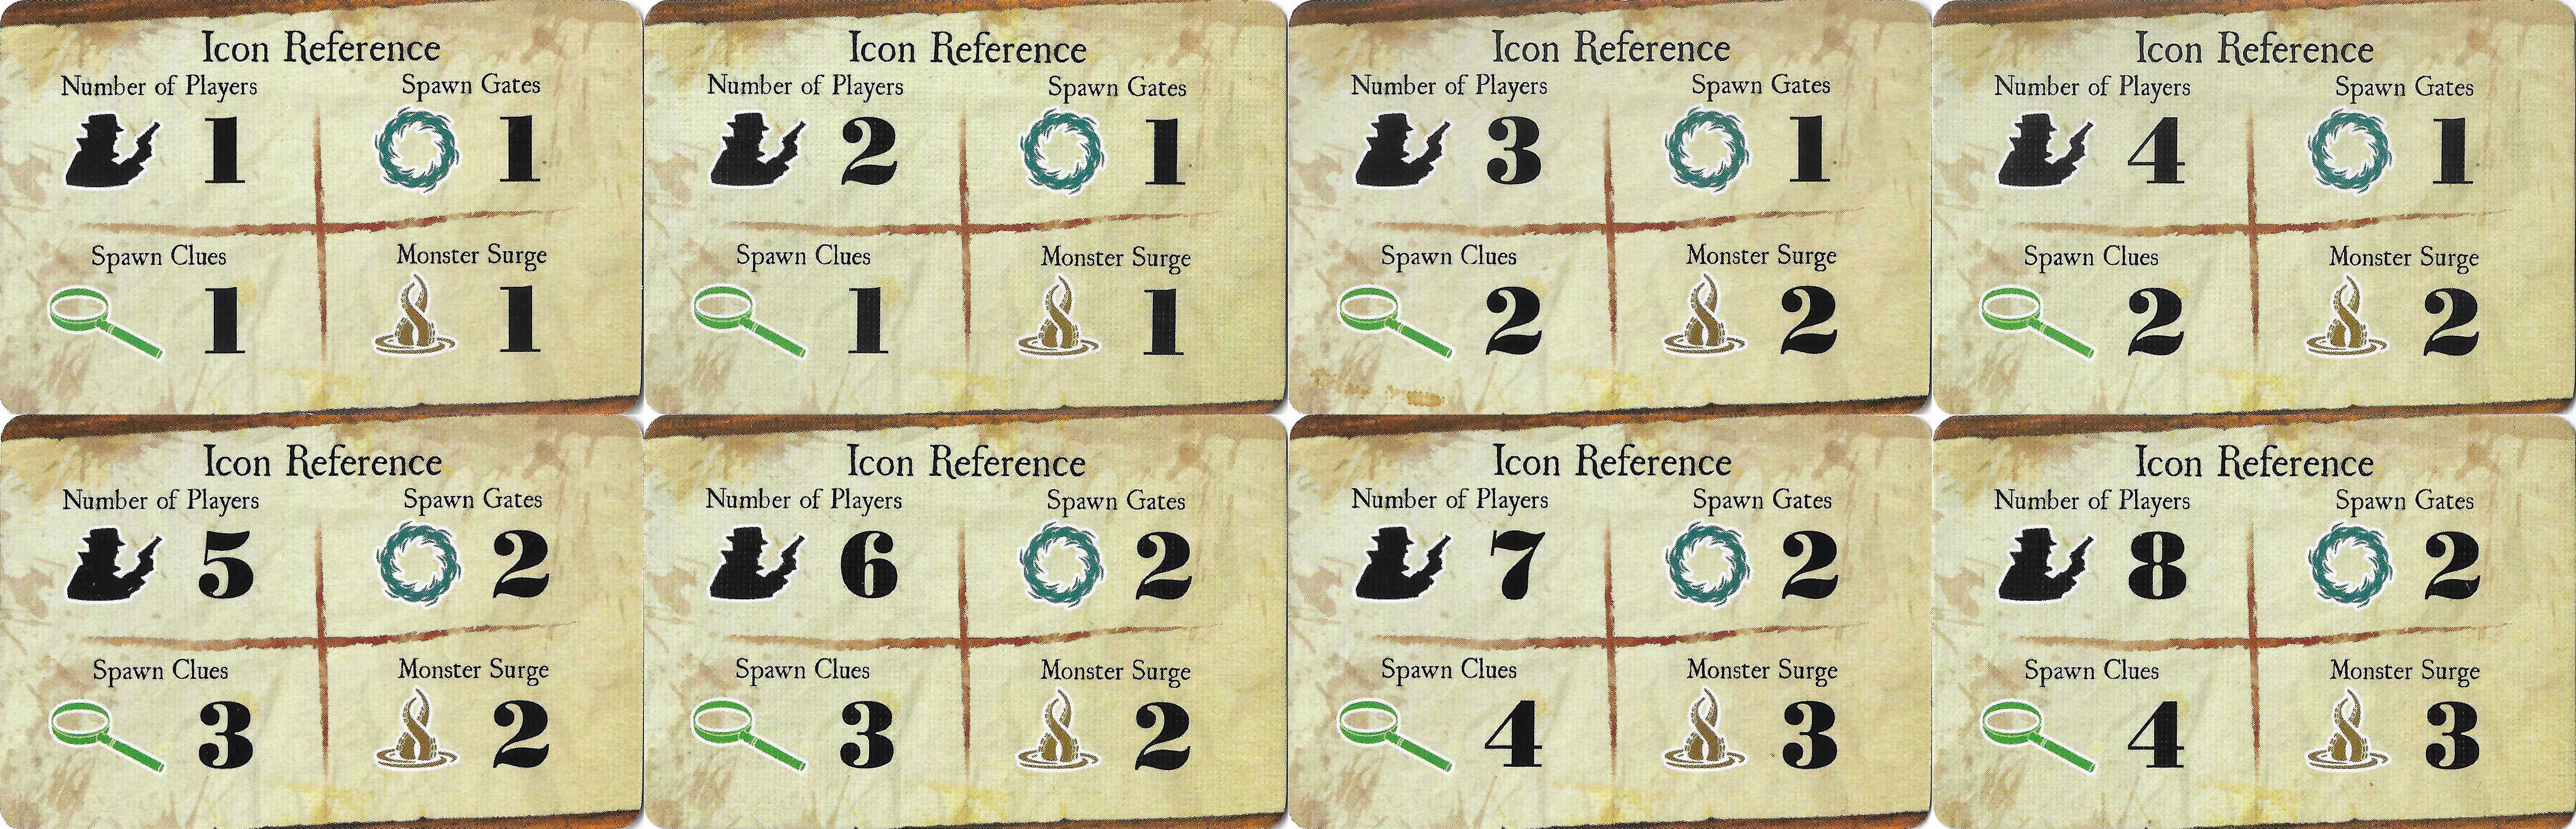 Icon Reference
Number of Players Spawn Gates
1 1
Spawn Clues Monster Surge
1 1
Icon Reference
Number of Players Spawn Gates
2 1
Spawn Clues Monster Surge
1 1
Icon Reference
Number of Players Spawn Gates
3 1
Spawn Clues Monster Surge
2 2
Icon Reference
Number of Players Spawn Gates
4 1
Spawn Clues Monster Surge
2 2
Icon Reference
Number of Players Spawn Gates
5 2
Spawn Clues Monster Surge
3 2
Icon Reference
Number of Players Spawn Gates
6 2
Spawn Clues Monster Surge
3 2
Icon Reference
Number of Players Spawn Gates
7 2
Spawn Clues Monster Surge
4 3
Icon Reference
Number of Players Spawn Gates
8 2
Spawn Clues Monster Surge
4 3